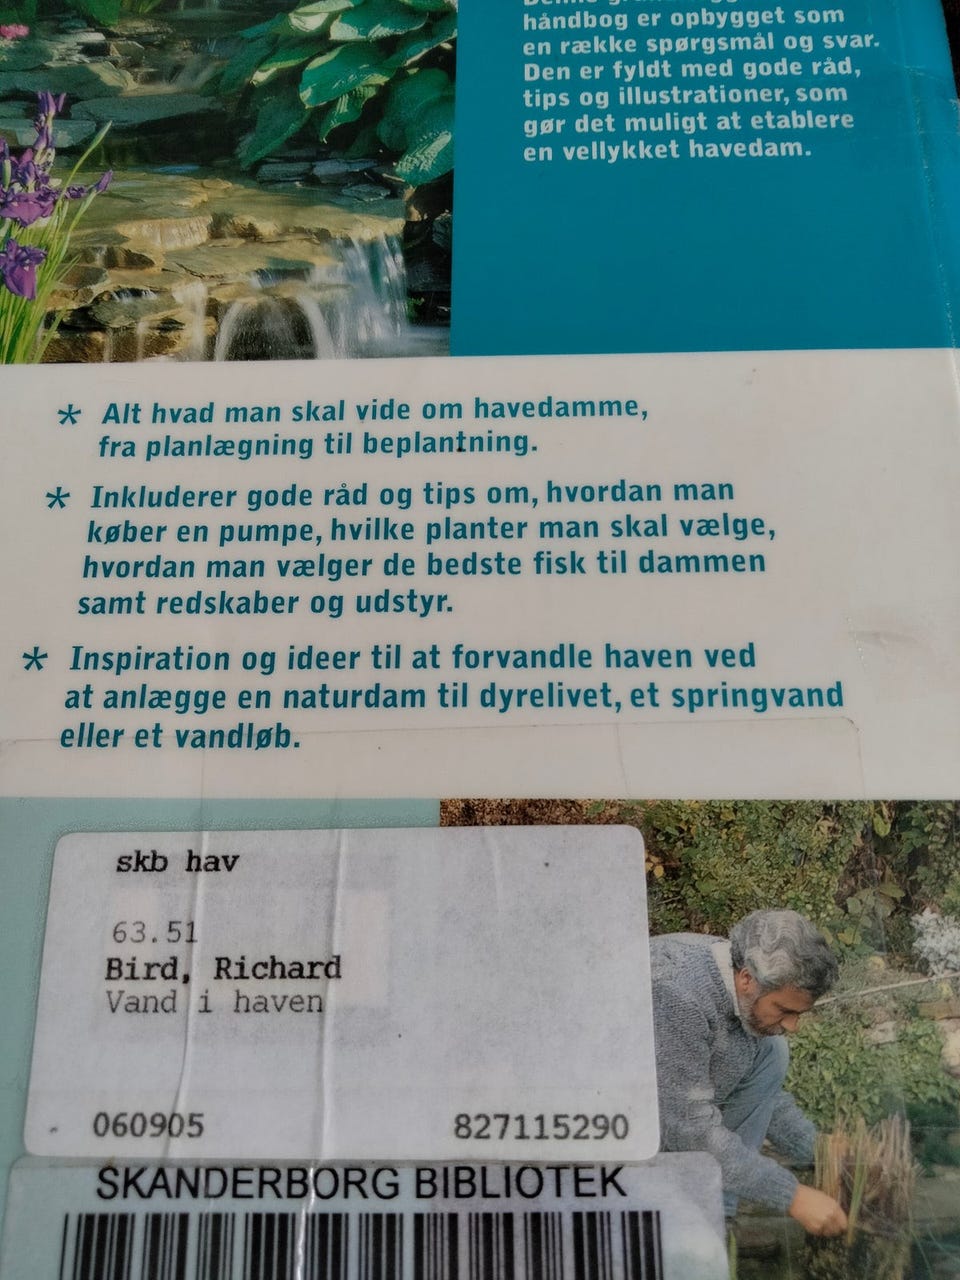 håndbog er opbygget som
en række spørgsmål og svar.
Den er fyldt med gode råd,
tips og illustrationer, som
gør det muligt at etablere
en vellykket havedam.
* Alt hvad man skal vide om havedamme,
fra planlægning til beplantning.
* Inkluderer gode råd og tips om, hvordan man
køber en pumpe, hvilke planter man skal vælge,
hvordan man vælger de bedste fisk til dammen
samt redskaber og udstyr.
* Inspiration og ideer til at forvandle haven ved
at anlægge en naturdam til dyrelivet, et springvand
eller et vandløb.
skb hav
63.51
Bird, Richard
Vand i haven
060905 827115290
SKANDERBORG BIBLIOTEK